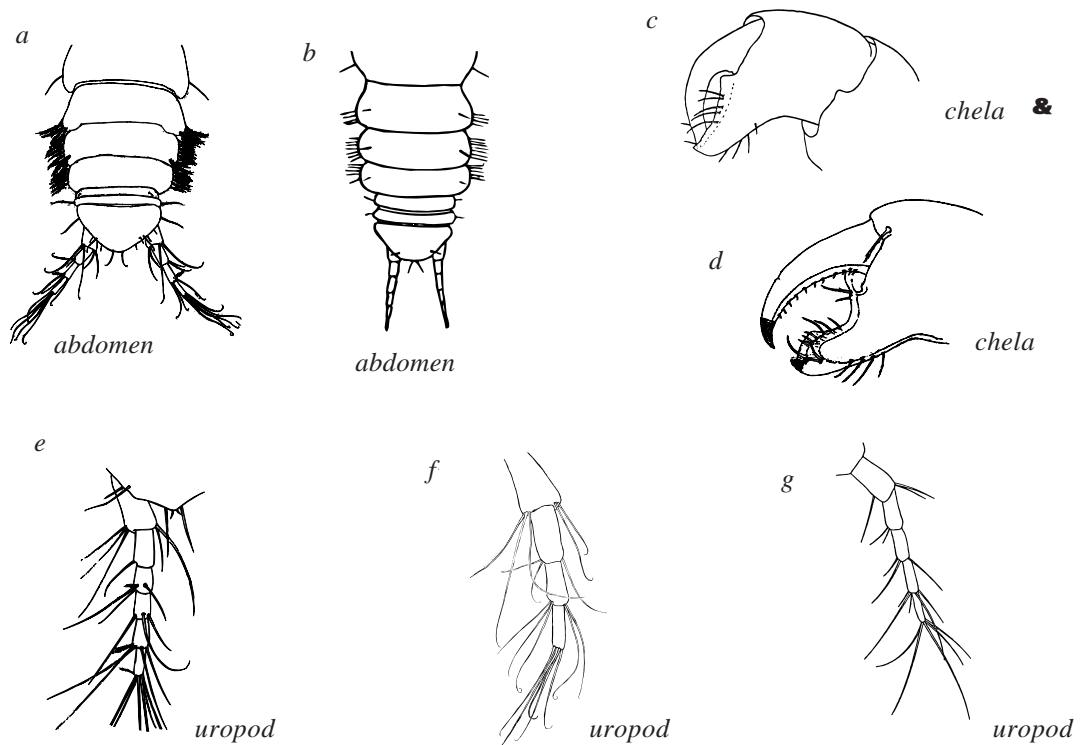 a
b
c
chela &
abdomen
abdomen
d
chela
e
f
g
uropod
uropod
uropod